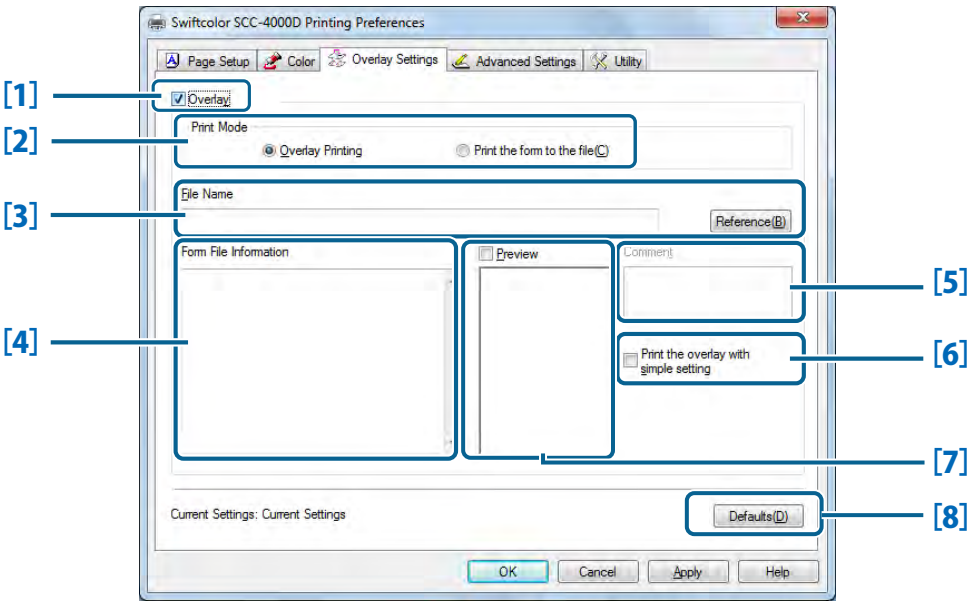 Swiftcolor SCC-4000D Printing Preferences
Page Setup Color Overlay Settings Advanced Settings Utility
[1]
Overlay
[2]
Print Mode
Overlay Printing Print the form to the file(C)
[3]
File Name
Reference(B)
[4]
Form File Information
Preview
Comment
[5]
Print the overlay with
simple setting
[6]
[7]
Current Settings: Current Settings
Defaults(D)
[8]
OK Cancel Apply Help